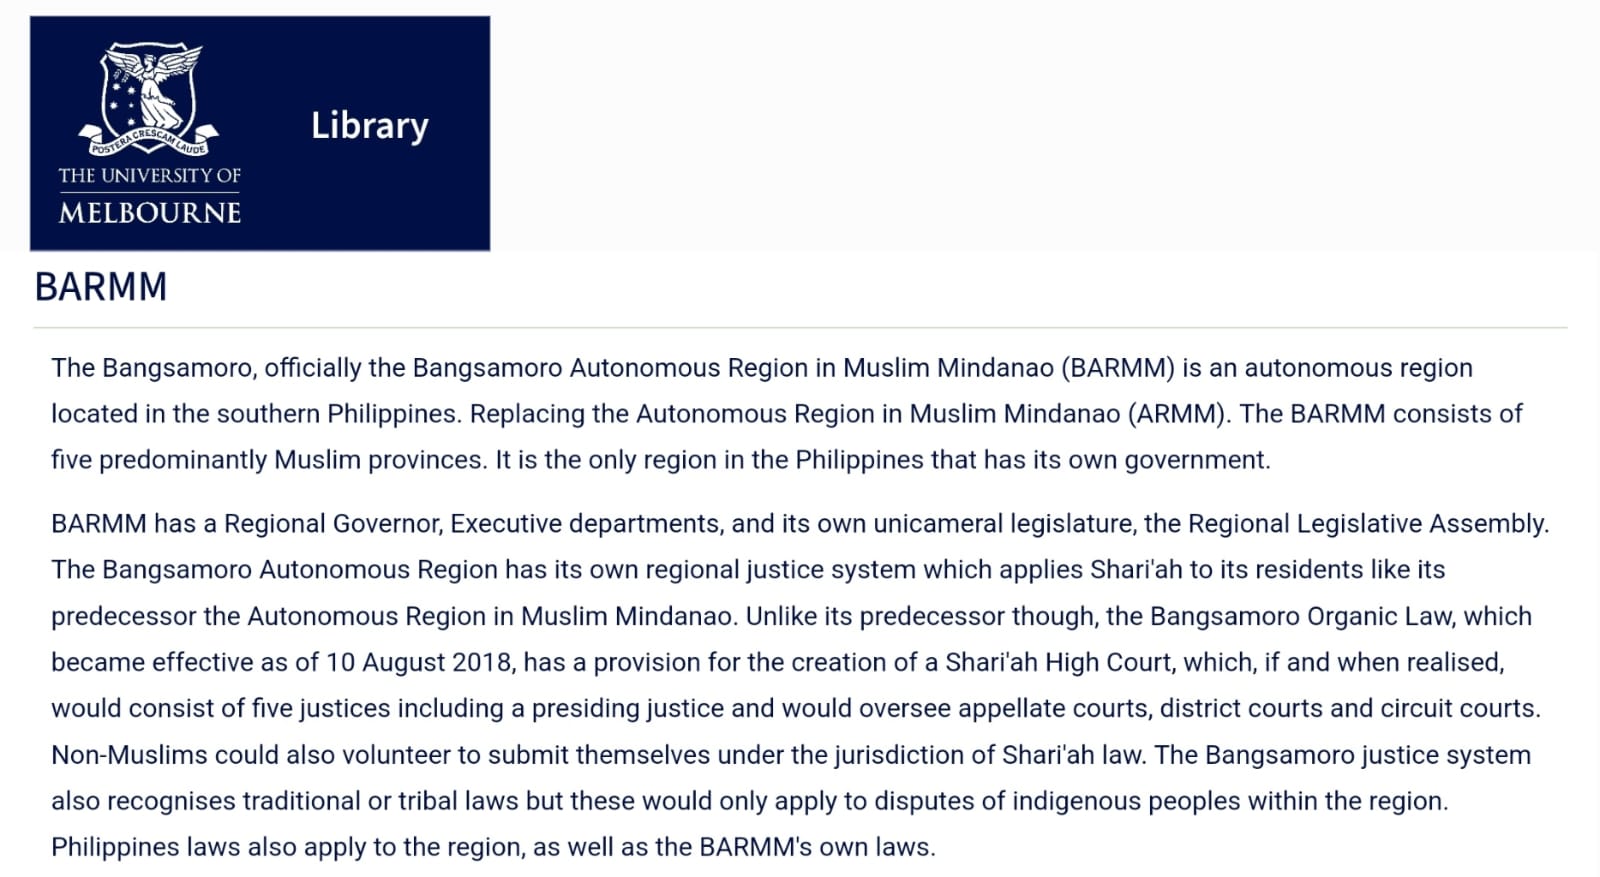 POSTERA CRESCAM LAUDE
THE UNIVERSITY OF
MELBOURNE
Library
BARMM
The Bangsamoro, officially the Bangsamoro Autonomous Region in Muslim Mindanao (BARMM) is an autonomous region
located in the southern Philippines. Replacing the Autonomous Region in Muslim Mindanao (ARMM). The BARMM consists of
five predominantly Muslim provinces. It is the only region in the Philippines that has its own government.
BARMM has a Regional Governor, Executive departments, and its own unicameral legislature, the Regional Legislative Assembly.
The Bangsamoro Autonomous Region has its own regional justice system which applies Shari'ah to its residents like its
predecessor the Autonomous Region in Muslim Mindanao. Unlike its predecessor though, the Bangsamoro Organic Law, which
became effective as of 10 August 2018, has a provision for the creation of a Shari'ah High Court, which, if and when realised,
would consist of five justices including a presiding justice and would oversee appellate courts, district courts and circuit courts.
Non-Muslims could also volunteer to submit themselves under the jurisdiction of Shari'ah law. The Bangsamoro justice system
also recognises traditional or tribal laws but these would only apply to disputes of indigenous peoples within the region.
Philippines laws also apply to the region, as well as the BARMM's own laws.